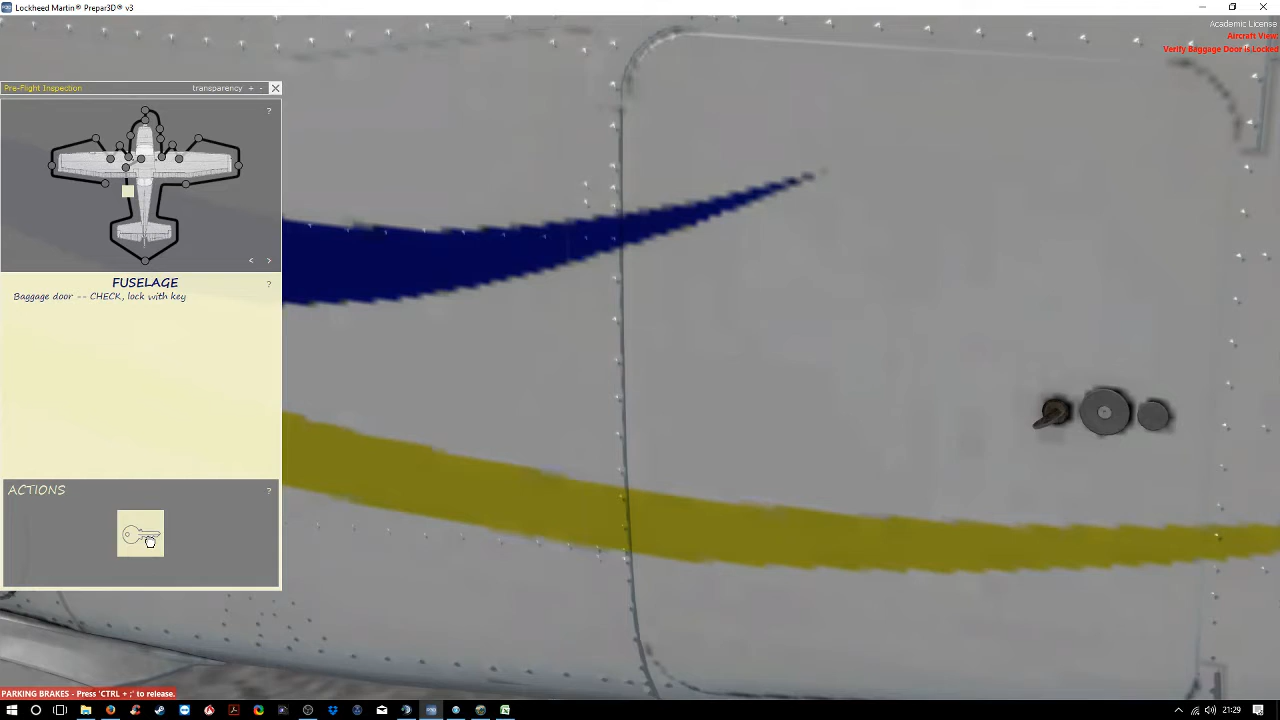 Lockheed Martin® Prepar3D® v3
Academic License
Aircraft View:
Verify Baggage Door is Locked
Pre-Flight Inspection
transparency + -
?
< >
FUSELAGE
?
Baggage door -- CHECK, lock with key
ACTIONS
?
PARKING BRAKES - Press 'CTRL + ;' to release.
21:29